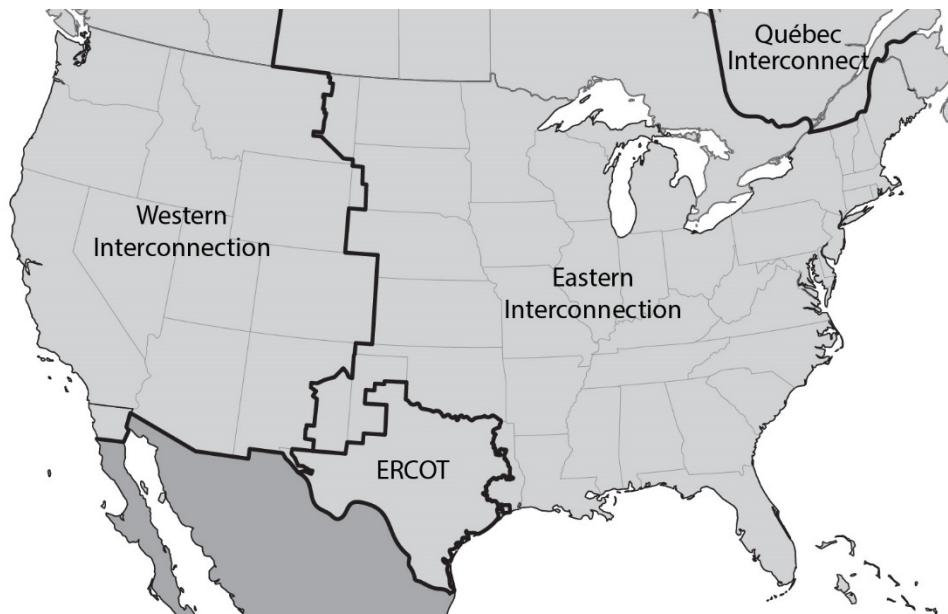 Québec
Interconnect
Western
Interconnection
Eastern
Interconnection
ERCOT